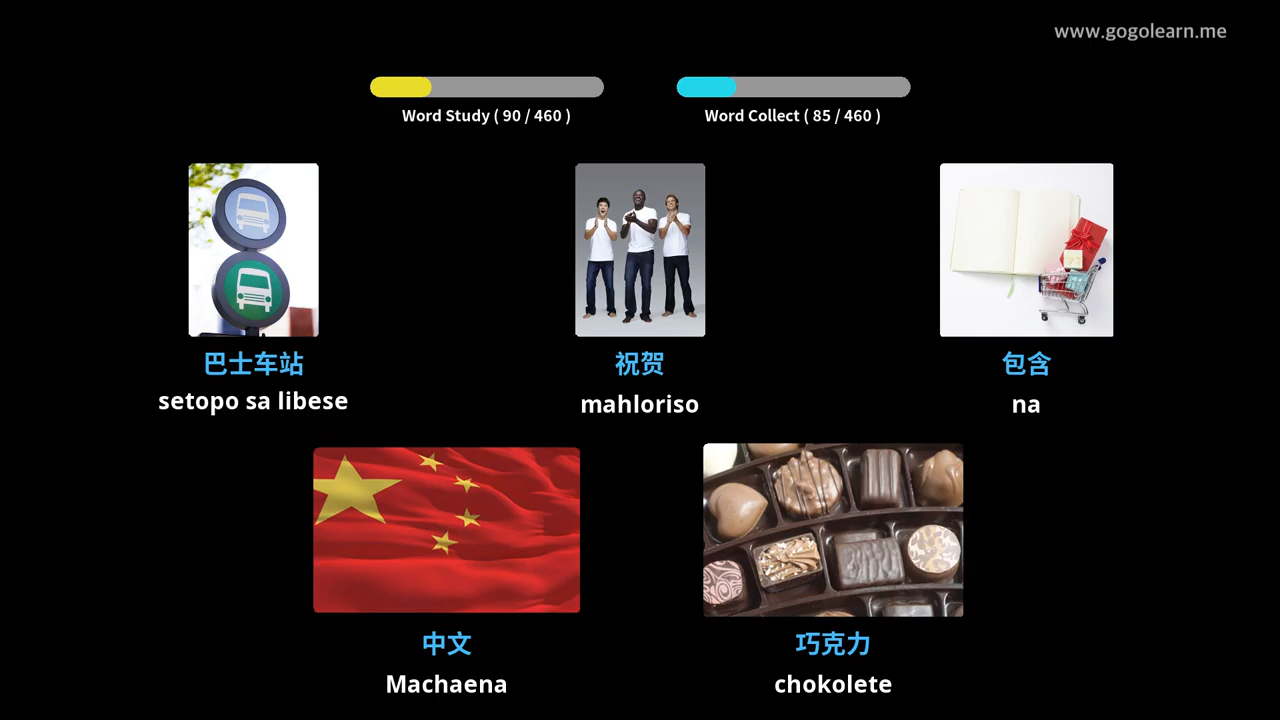 www.gogolearn.me
Word Study ( 90 / 460 )
Word Collect ( 85 / 460 )
巴士车站
setopo sa libese
祝贺
mahloriso
包含
na
中文
Machaena
巧克力
chokolete